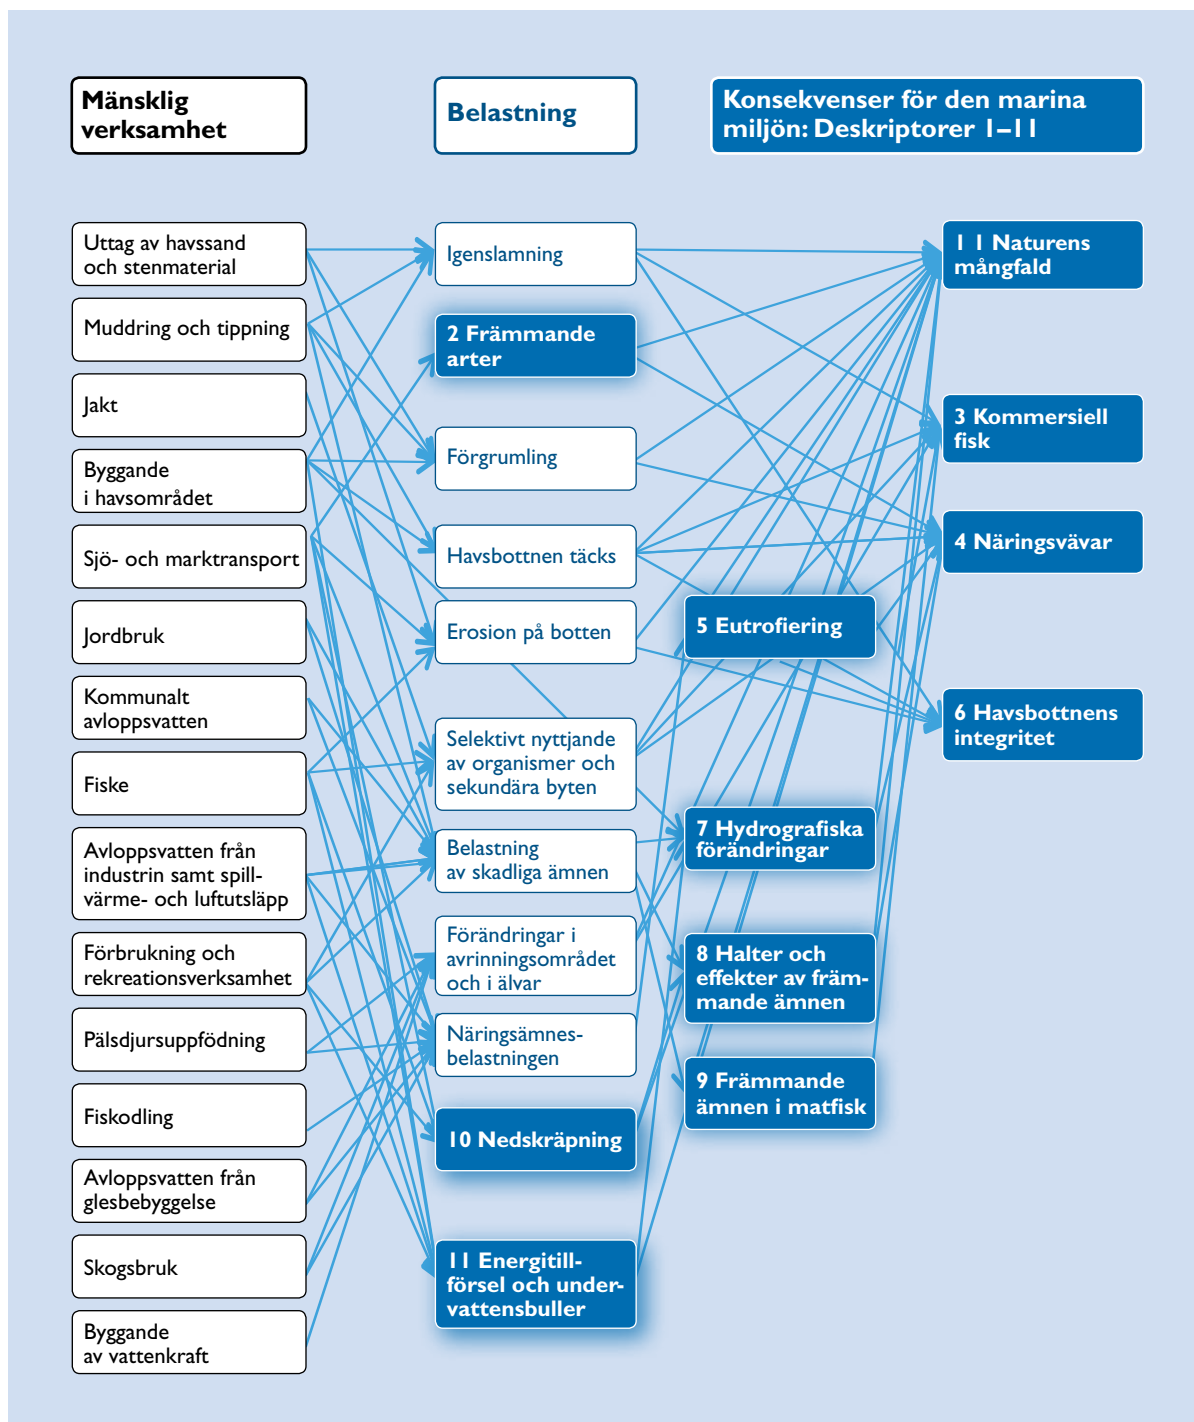 Mänsklig
verksamhet
Belastning
Konsekvenser för den marina
miljön: Deskriptorer 1–11
Uttag av havssand
och stenmaterial
Muddring och tippning
Jakt
Byggande
i havsområdet
Sjö- och marktransport
Jordbruk
Kommunalt
avloppsvatten
Fiske
Avloppsvatten från
industrin samt spill-
värme- och luftutsläpp
Förbrukning och
rekreationsverksamhet
Pälsdjursuppfödning
Fiskodling
Avloppsvatten från
glesbebyggelse
Skogsbruk
Byggande
av vattenkraft
Igenslamning
2 Främmande
arter
Förgrumling
Havsbottnen täcks
Erosion på botten
Selektivt nyttjande
av organismer och
sekundära byten
Belastning
av skadliga ämnen
Förändringar i
avrinningsområdet
och i älvar
Näringsämnes-
belastningen
10 Nedskräpning
11 Energitill-
försel och under-
vattensbuller
5 Eutrofiering
7 Hydrografiska
förändringar
8 Halter och
effekter av främ-
mande ämnen
9 Främmande
ämnen i matfisk
1 1 Naturens
mångfald
3 Kommersiell
fisk
4 Näringsvävar
6 Havsbottnens
integritet